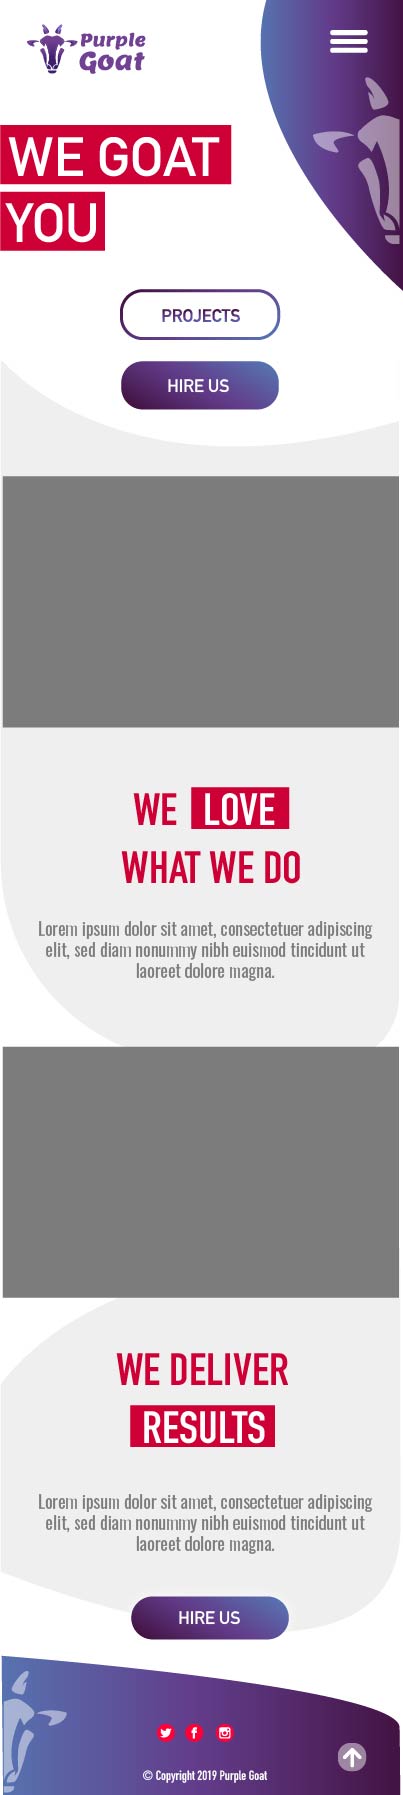 Purple
Goat
WE GOAT
YOU
PROJECTS
HIRE US
WE LOVE
WHAT WE DO
Lorem ipsum dolor sit amet, consectetuer adipiscing
elit, sed diam nonummy nibh euismod tincidunt ut
laoreet dolore magna.
WE DELIVER
RESULTS
Lorem ipsum dolor sit amet, consectetuer adipiscing
elit, sed diam nonummy nibh euismod tincidunt ut
laoreet dolore magna.
HIRE US
© Copyright 2019 Purple Goat